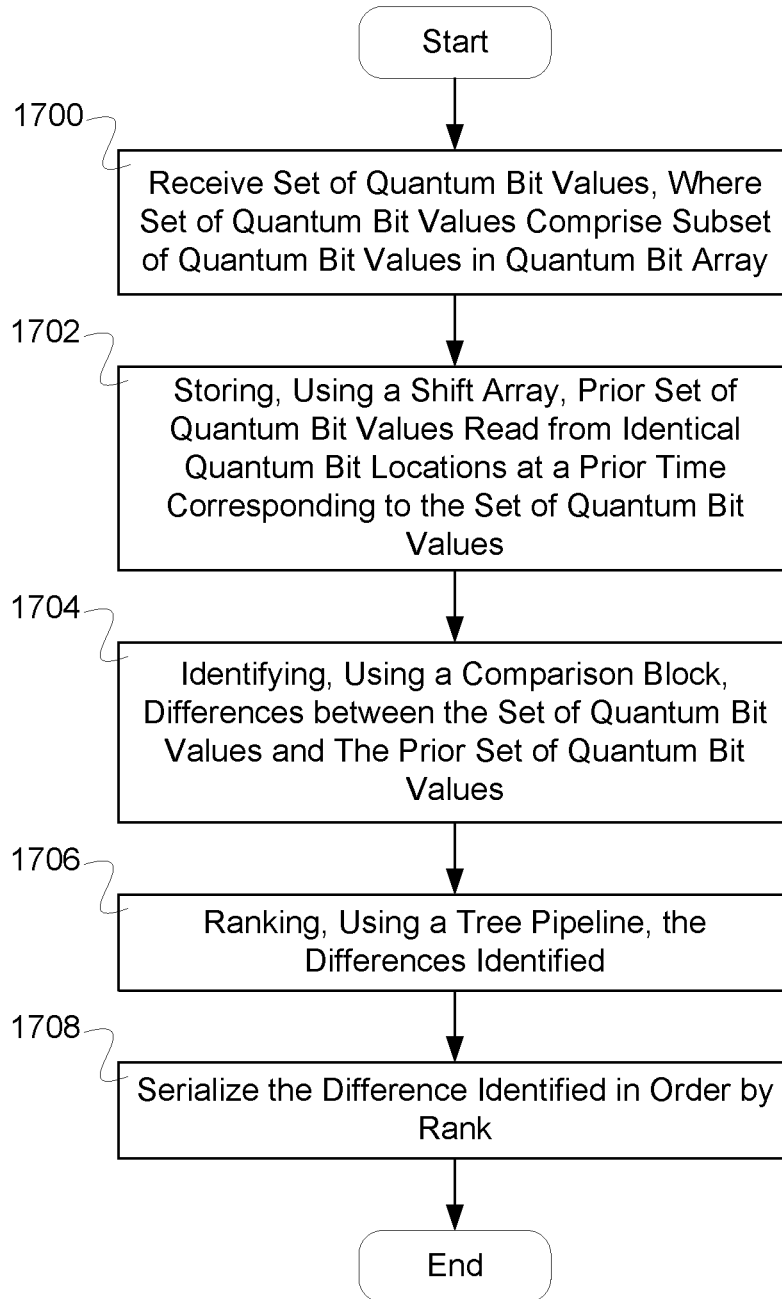 Start
1700
Receive Set of Quantum Bit Values, Where
Set of Quantum Bit Values Comprise Subset
of Quantum Bit Values in Quantum Bit Array
1702
Storing, Using a Shift Array, Prior Set of
Quantum Bit Values Read from Identical
Quantum Bit Locations at a Prior Time
Corresponding to the Set of Quantum Bit
Values
1704
Identifying, Using a Comparison Block,
Differences between the Set of Quantum Bit
Values and The Prior Set of Quantum Bit
Values
1706
Ranking, Using a Tree Pipeline, the
Differences Identified
1708
Serialize the Difference Identified in Order by
Rank
End